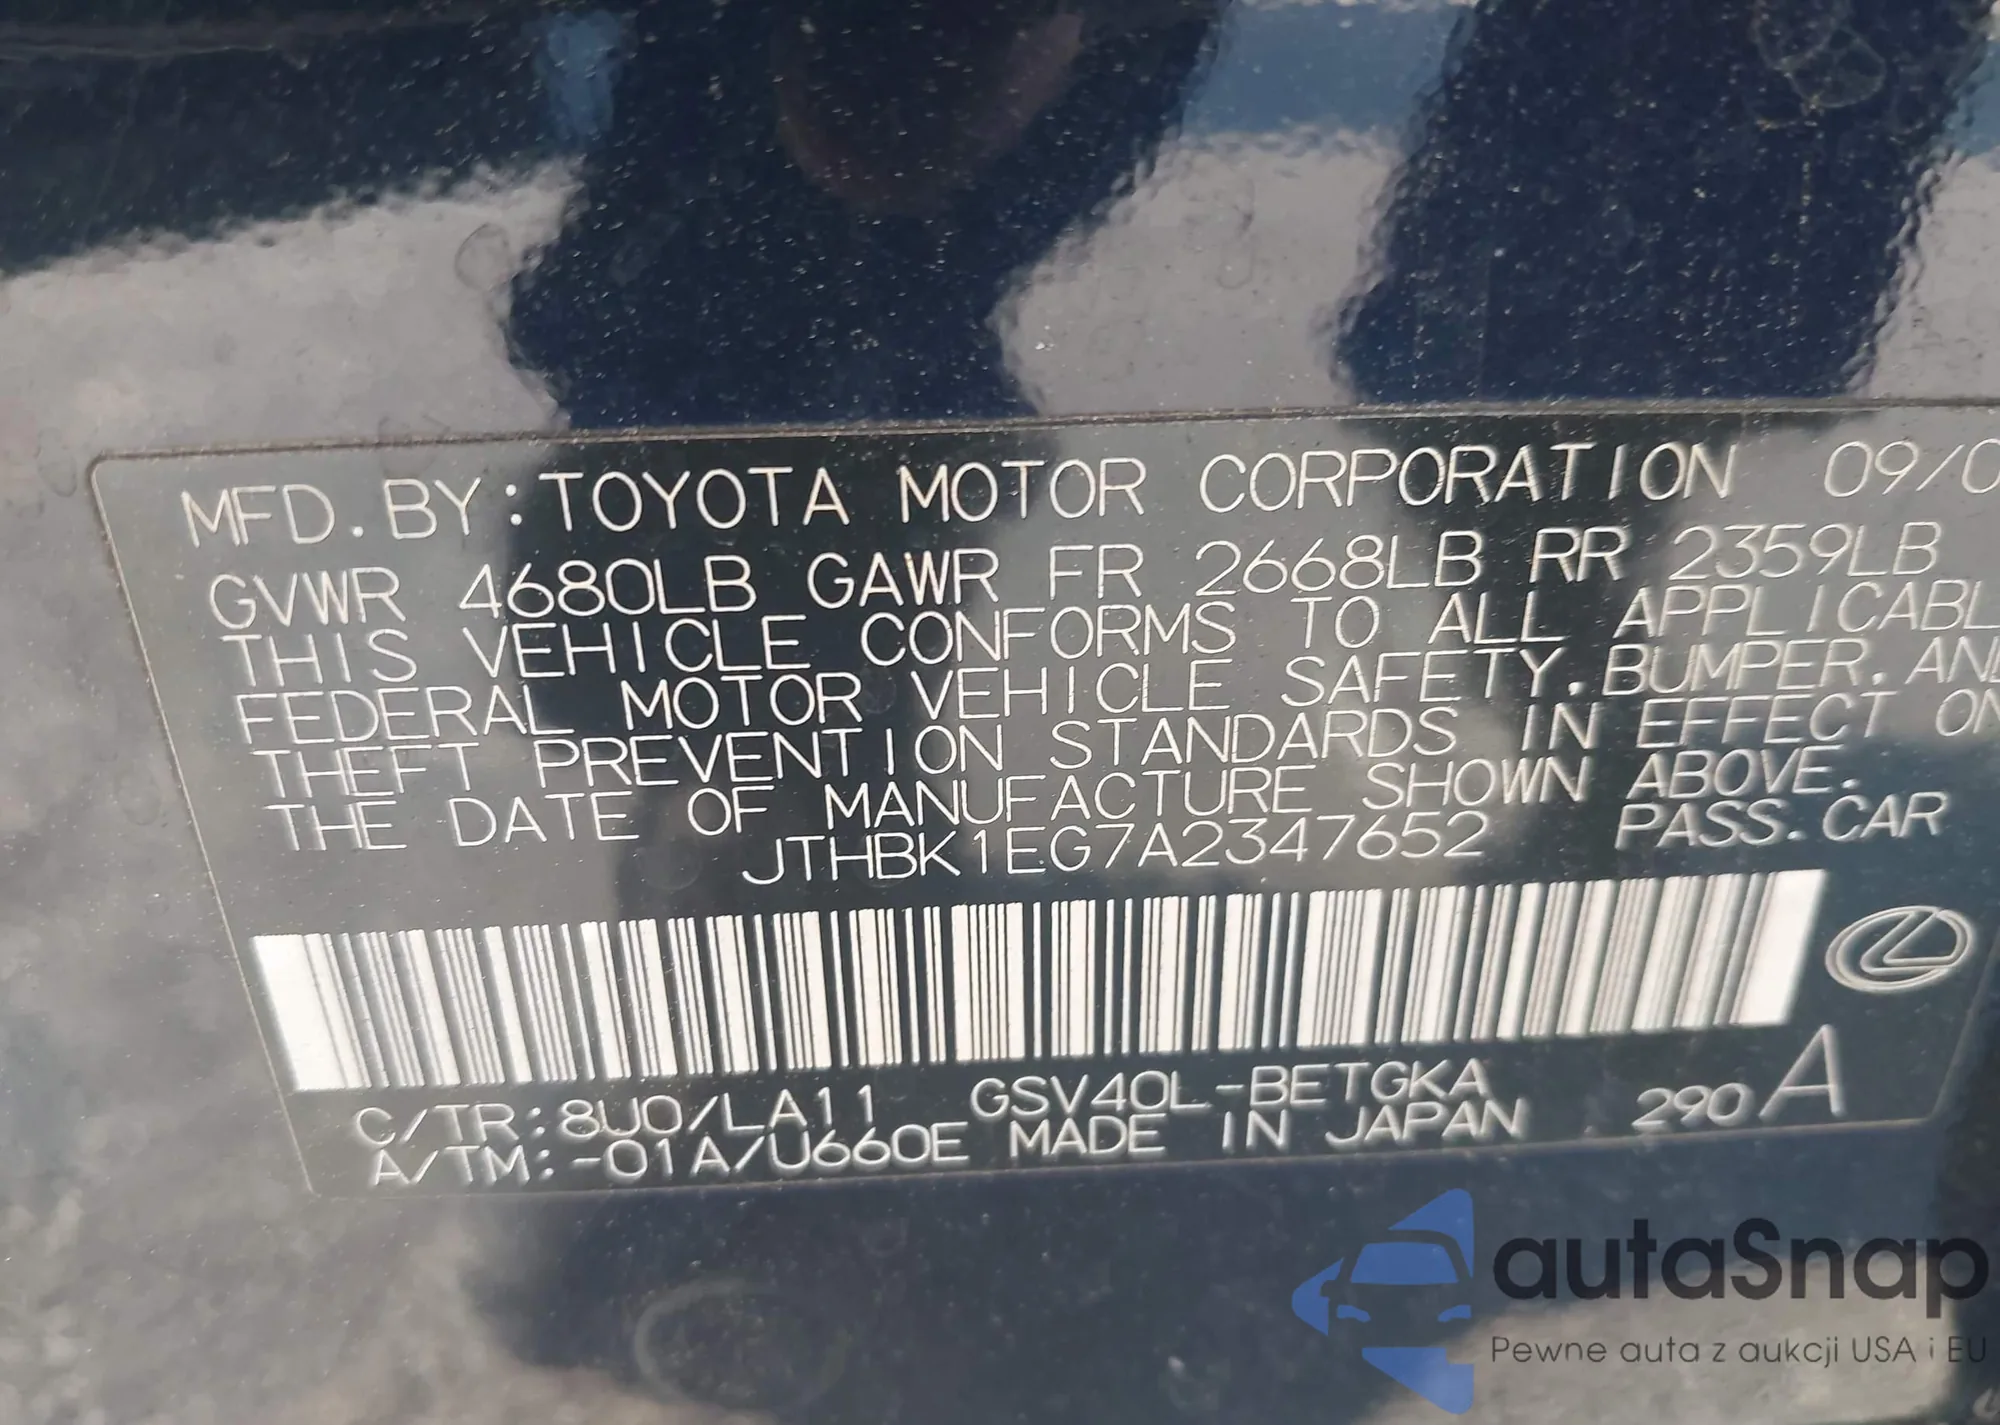 MFD. BY: TOYOTA MOTOR CORPORATION 09/0
GVWR 4680LB GAWR FR 2668LB RR 2359LB
THIS VEHICLE CONFORMS TO ALL APPLICABL
FEDERAL MOTOR VEHICLE SAFETY. BUMPER. AND
THEFT PREVENTION STANDARDS IN EFFECT ON
THE DATE OF MANUFACTURE SHOWN ABOVE.
JTHBK1EG7A2347652 PASS. CAR
C/TR: 8U0/LA11 GSV40L-BETGKA
A/TM: -01A/U660E MADE IN JAPAN 290 A
autaSnap
Pewne auta z aukcji USA i EU